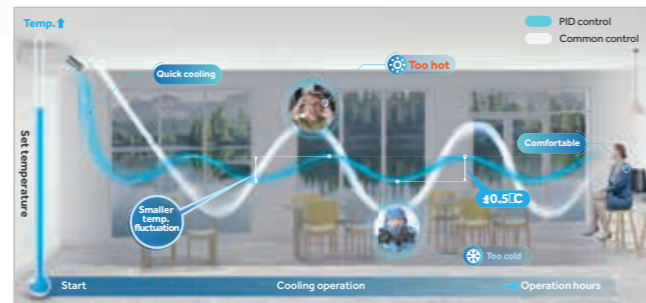 Temp.
PID control
Common control
Quick cooling
Too hot
Set temperature
Comfortable
Smaller
temp.
fluctuation
±0.5□C
Too cold
Start
Cooling operation
Operation hours